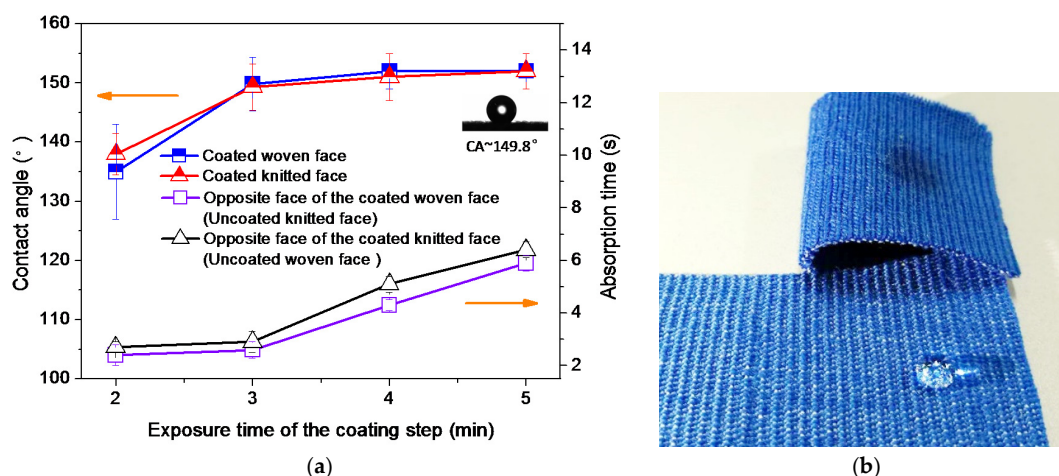 160
150
140
130
120
110
100
Contact angle (°)
14
12
10
8
6
4
2
Absorption time (s)
CA~149.8°
Coated woven face
Coated knitted face
Opposite face of the coated woven face
(Uncoated knitted face)
Opposite face of the coated knitted face
(Uncoated woven face )
2 3 4 5
Exposure time of the coating step (min)
(a) (b)